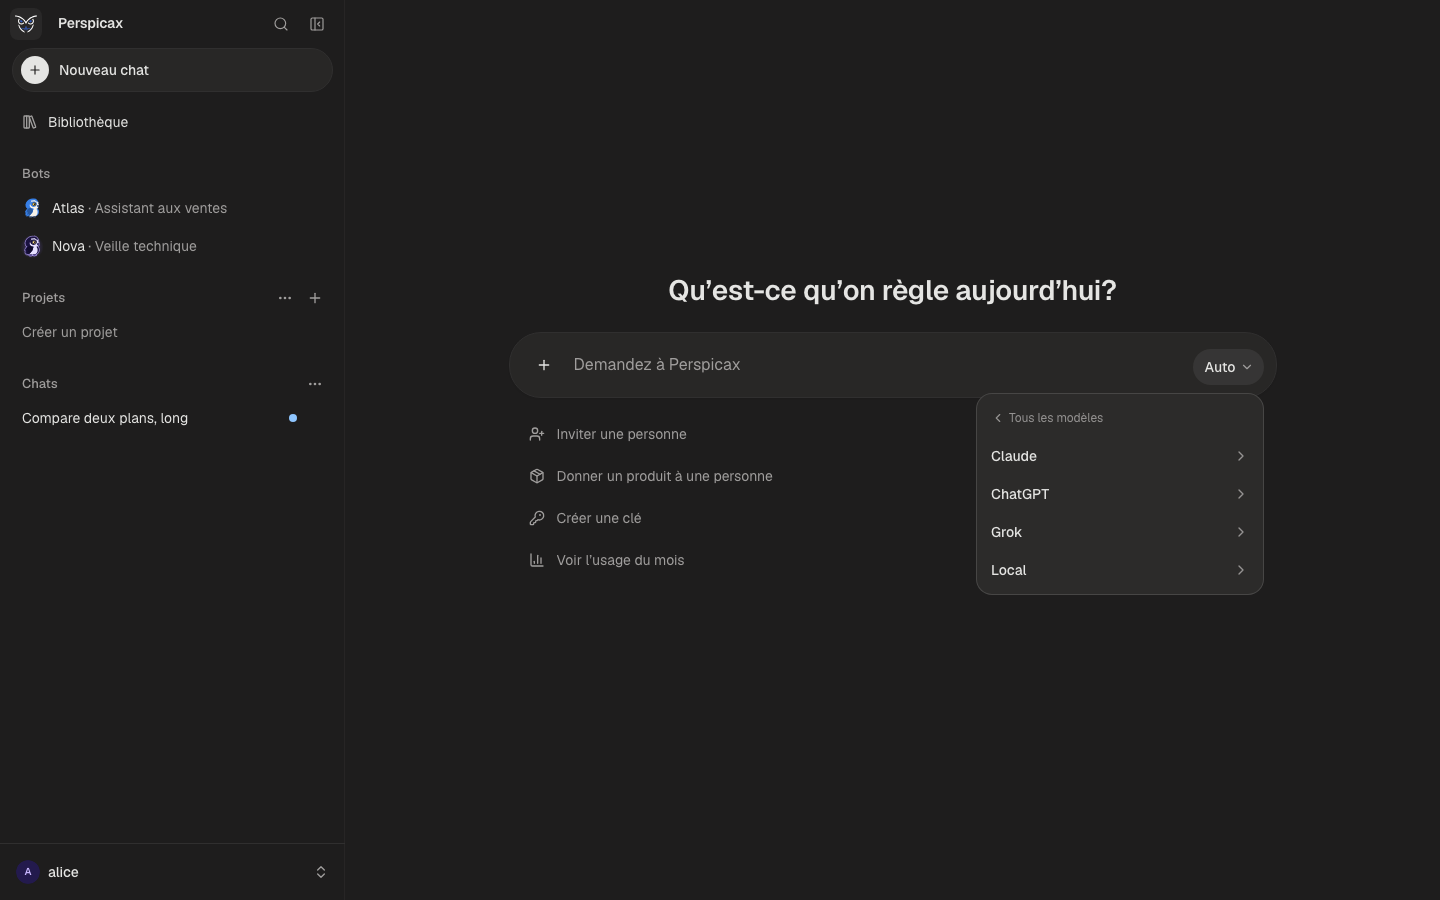 Perspicax
Nouveau chat
Bibliothèque
Bots
Atlas · Assistant aux ventes
Nova · Veille technique
Projets
Créer un projet
Chats
Compare deux plans, long
A alice
Qu’est-ce qu’on règle aujourd’hui?
Demandez à Perspicax
Auto
Inviter une personne
Donner un produit à une personne
Créer une clé
Voir l’usage du mois
Tous les modèles
Claude
ChatGPT
Grok
Local